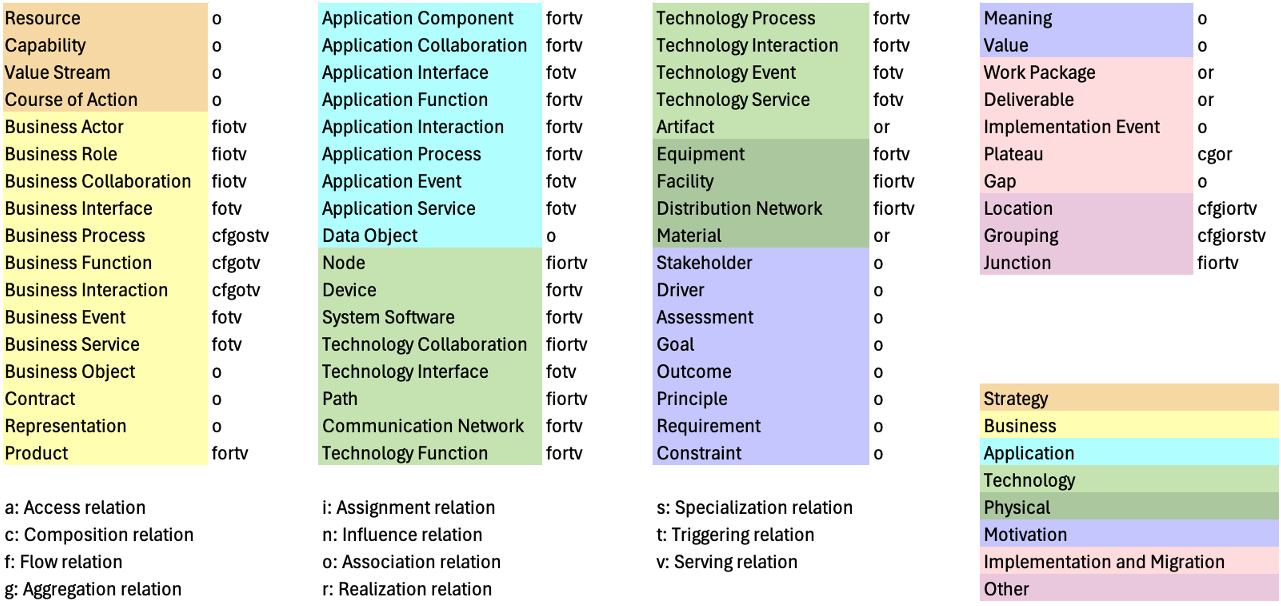 Resource o
Capability o
Value Stream o
Course of Action o
Business Actor fiotv
Business Role fiotv
Business Collaboration fiotv
Business Interface fotv
Business Process cfgostv
Business Function cfgotv
Business Interaction cfgotv
Business Event fotv
Business Service fotv
Business Object o
Contract o
Representation o
Product fortv
Application Component fortv
Application Collaboration fortv
Application Interface fotv
Application Function fortv
Application Interaction fortv
Application Process fortv
Application Event fotv
Application Service fotv
Data Object o
Node fiortv
Device fortv
System Software fortv
Technology Collaboration fiortv
Technology Interface fotv
Path fiortv
Communication Network fortv
Technology Function fortv
Technology Process fortv
Technology Interaction fortv
Technology Event fotv
Technology Service fotv
Artifact or
Equipment fortv
Facility fiortv
Distribution Network fiortv
Material or
Stakeholder o
Driver o
Assessment o
Goal o
Outcome o
Principle o
Requirement o
Constraint o
Meaning o
Value o
Work Package or
Deliverable or
Implementation Event o
Plateau cgor
Gap o
Location cfgiortv
Grouping cfgiorstv
Junction fiortv
Strategy
Business
Application
Technology
Physical
Motivation
Implementation and Migration
Other
a: Access relation
c: Composition relation
f: Flow relation
g: Aggregation relation
i: Assignment relation
n: Influence relation
o: Association relation
r: Realization relation
s: Specialization relation
t: Triggering relation
v: Serving relation